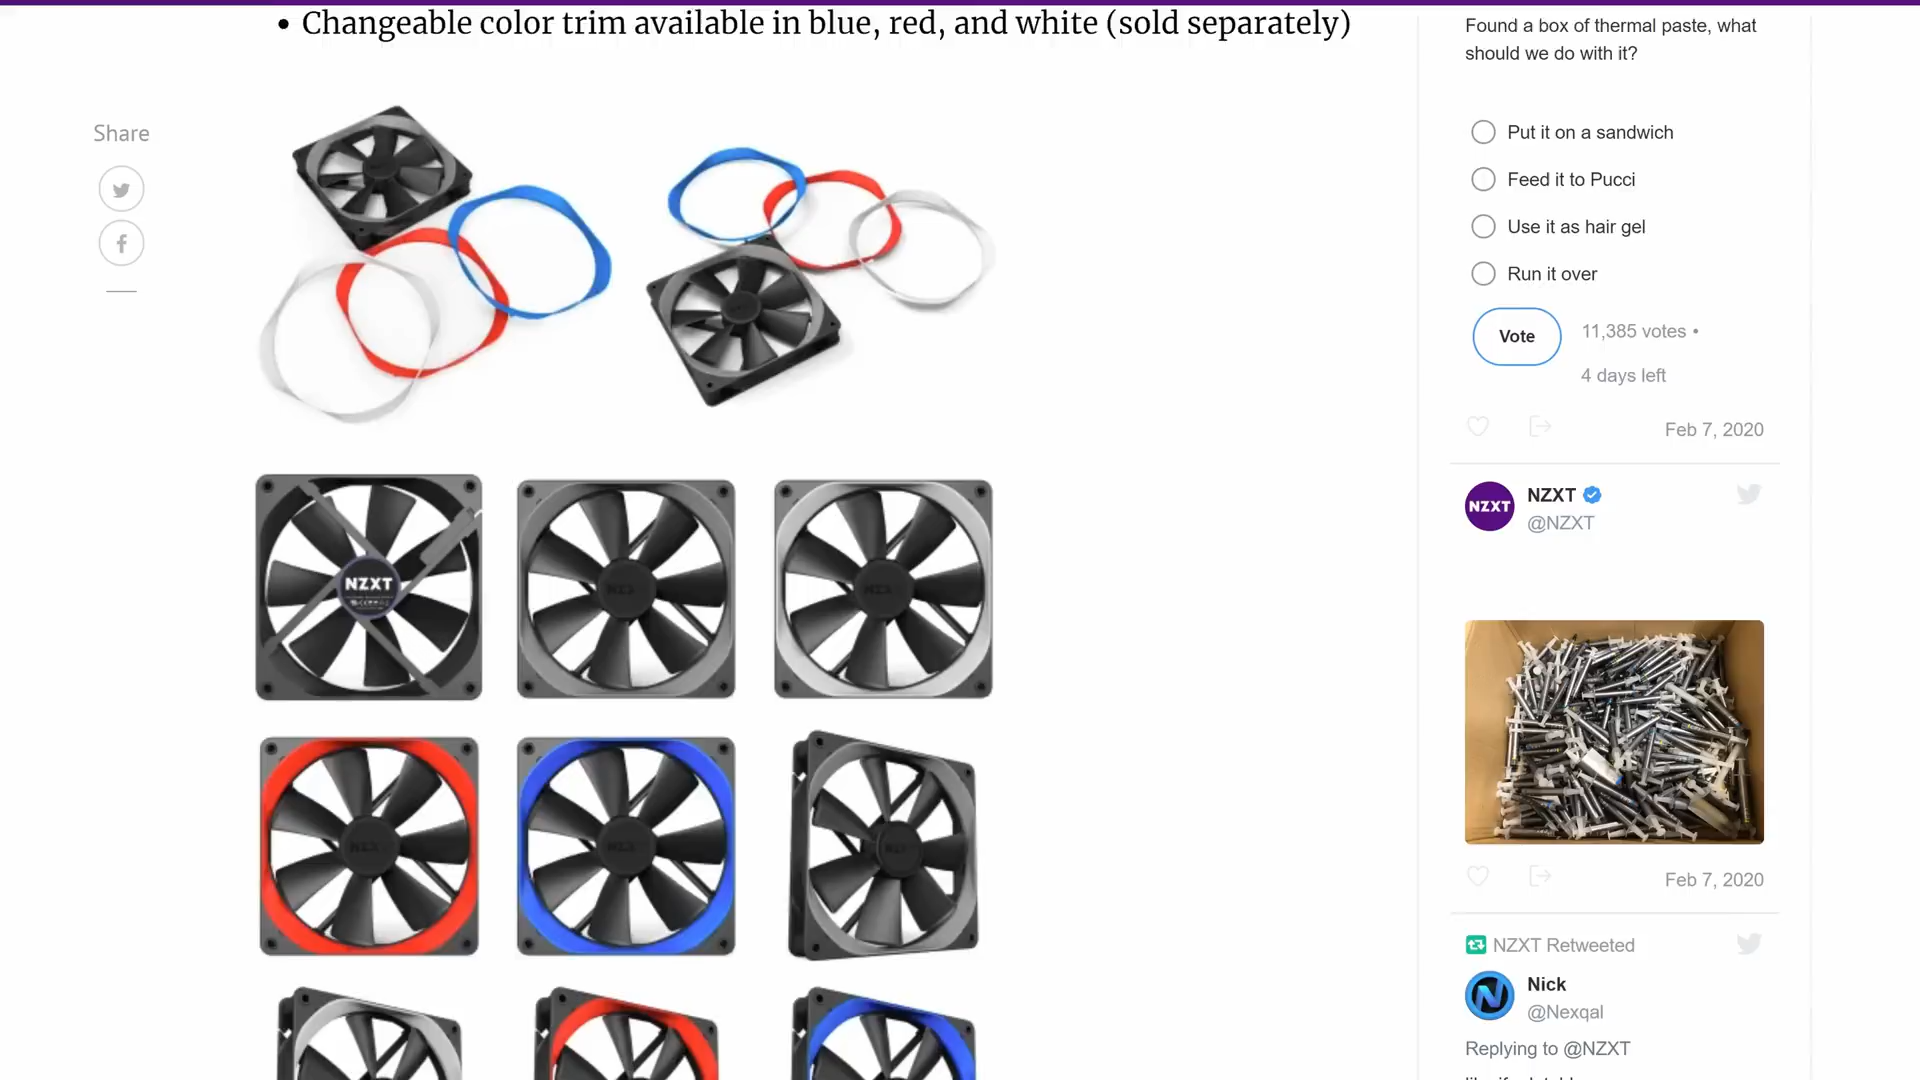 Changeable color trim available in blue, red, and white (sold separately)
Share
NZXT
Found a box of thermal paste, what
should we do with it?
Put it on a sandwich
Feed it to Pucci
Use it as hair gel
Run it over
Vote
11,385 votes •
4 days left
Feb 7, 2020
NZXT
NZXT
@NZXT
Feb 7, 2020
NZXT Retweeted
Nick
@Nexqal
Replying to @NZXT